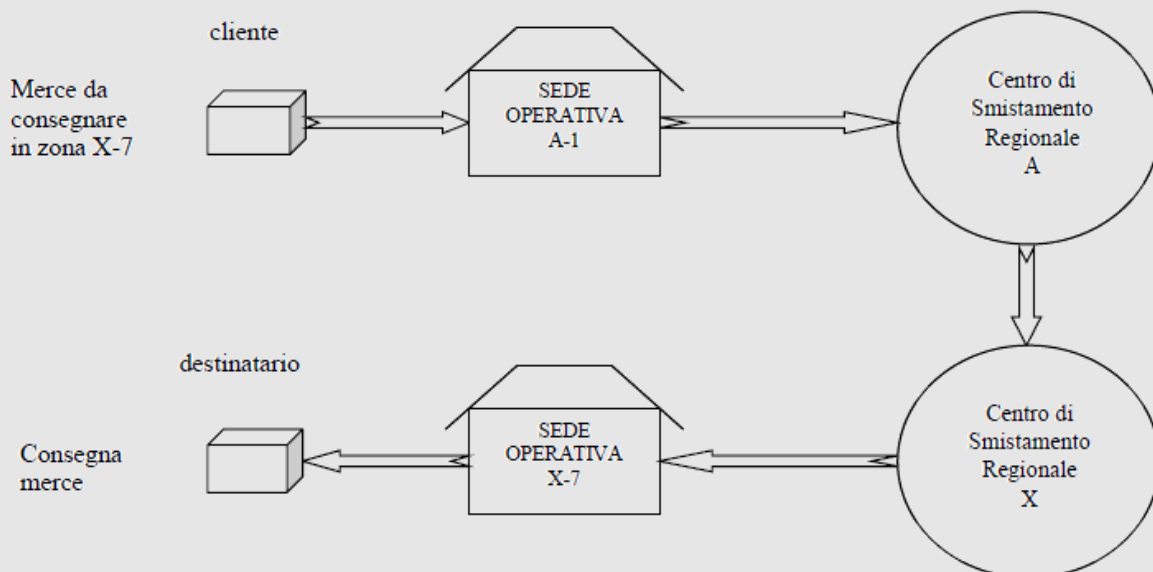 cliente
Merce da
consegnare
in zona X-7
SEDE
OPERATIVA
A-1
Centro di
Smistamento
Regionale
A
destinatario
Consegna
merce
SEDE
OPERATIVA
X-7
Centro di
Smistamento
Regionale
X